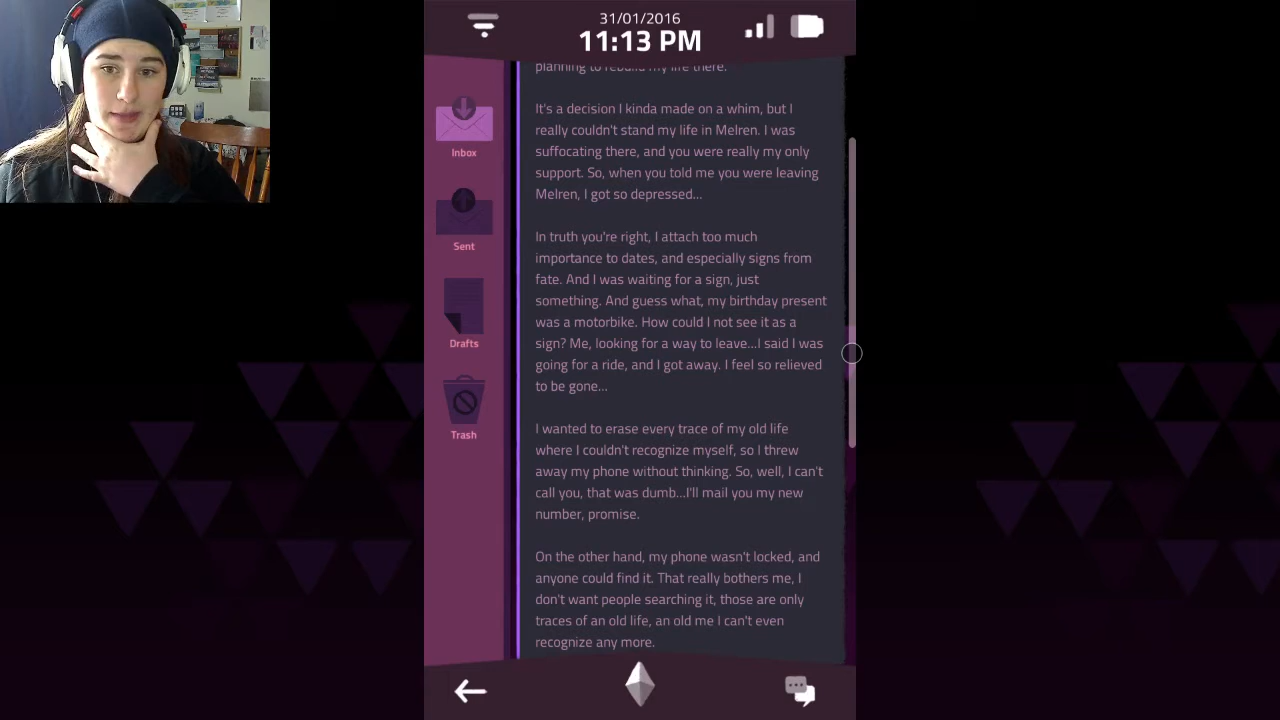 31/01/2016
11:13 PM
planning to rebuild my life there.
It's a decision I kinda made on a whim, but I
really couldn't stand my life in Melren. I was
suffocating there, and you were really my only
support. So, when you told me you were leaving
Melren, I got so depressed...
In truth you're right, I attach too much
importance to dates, and especially signs from
fate. And I was waiting for a sign, just
something. And guess what, my birthday present
was a motorbike. How could I not see it as a
sign? Me, looking for a way to leave...I said I was
going for a ride, and I got away. I feel so relieved
to be gone...
I wanted to erase every trace of my old life
where I couldn't recognize myself, so I threw
away my phone without thinking. So, well, I can't
call you, that was dumb...I'll mail you my new
number, promise.
On the other hand, my phone wasn't locked, and
anyone could find it. That really bothers me, I
don't want people searching it, those are only
traces of an old life, an old me I can't even
recognize any more.
Inbox
Sent
Drafts
Trash